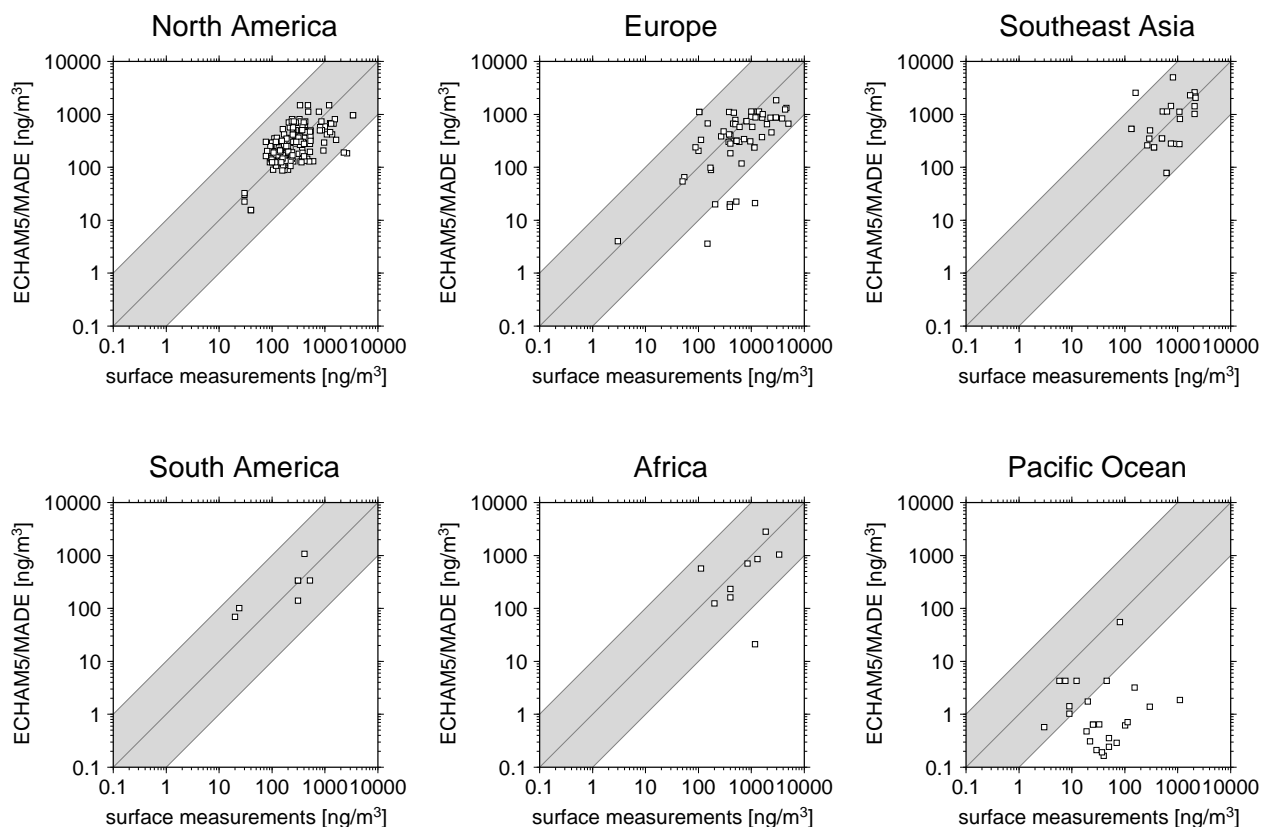 North America
10000
1000
100
10
1
0.1
ECHAM5/MADE [ng/m³]
0.1 1 10 100 1000 10000
surface measurements [ng/m³]
Europe
10000
1000
100
10
1
0.1
ECHAM5/MADE [ng/m³]
0.1 1 10 100 1000 10000
surface measurements [ng/m³]
Southeast Asia
10000
1000
100
10
1
0.1
ECHAM5/MADE [ng/m³]
0.1 1 10 100 1000 10000
surface measurements [ng/m³]
South America
10000
1000
100
10
1
0.1
ECHAM5/MADE [ng/m³]
0.1 1 10 100 1000 10000
surface measurements [ng/m³]
Africa
10000
1000
100
10
1
0.1
ECHAM5/MADE [ng/m³]
0.1 1 10 100 1000 10000
surface measurements [ng/m³]
Pacific Ocean
10000
1000
100
10
1
0.1
ECHAM5/MADE [ng/m³]
0.1 1 10 100 1000 10000
surface measurements [ng/m³]